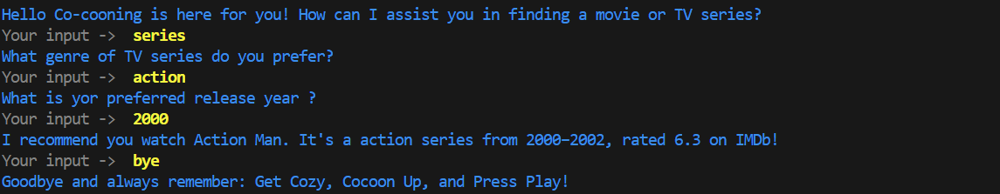 Hello Co-cooning is here for you! How can I assist you in finding a movie or TV series?
Your input ->  series
What genre of TV series do you prefer?
Your input ->  action
What is yor preferred release year ?
Your input ->  2000
I recommend you watch Action Man. It's a action series from 2000–2002, rated 6.3 on IMDb!
Your input ->  bye
Goodbye and always remember: Get Cozy, Cocoon Up, and Press Play!